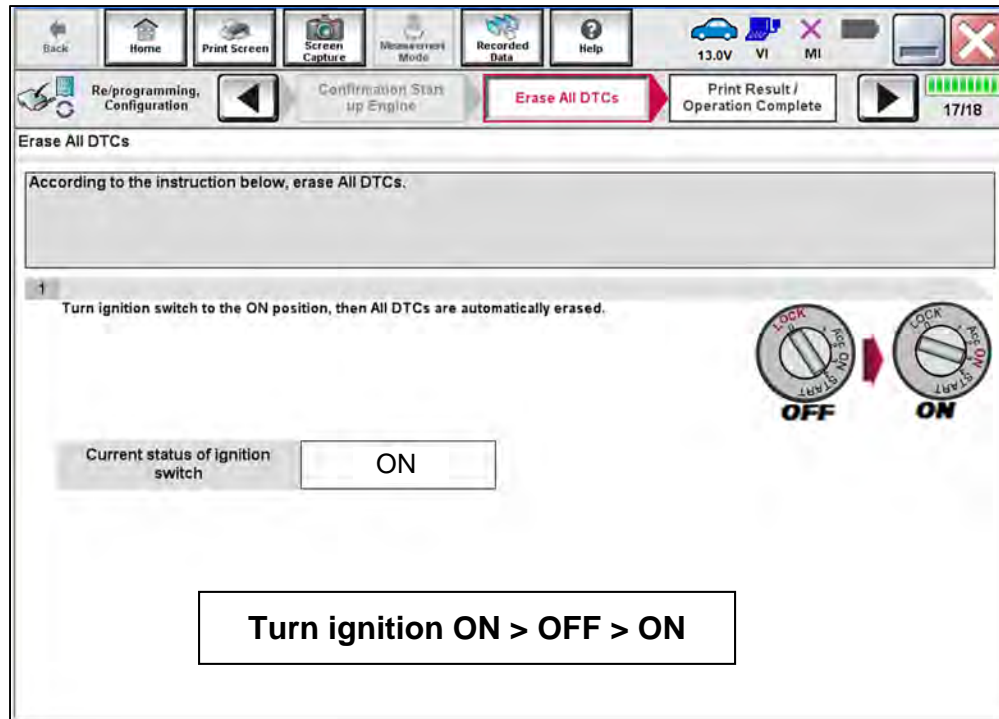 Back
Home
Print Screen
Screen
Capture
Measurement
Mode
Recorded
Data
Help
13.0V
VI
MI
Re/programming,
Configuration
Confirmation Start
up Engine
Erase All DTCs
Print Result /
Operation Complete
17/18
Erase All DTCs
According to the instruction below, erase All DTCs.
1
Turn ignition switch to the ON position, then All DTCs are automatically erased.
LOCK
0
ACC
ON
START
OFF
LOCK
0
ACC
ON
START
ON
Current status of ignition
switch
ON
Turn ignition ON > OFF > ON